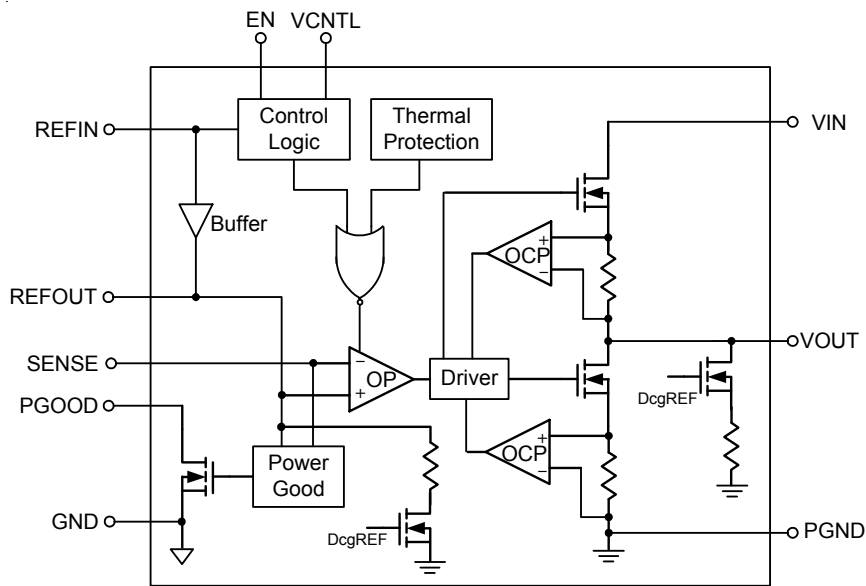 EN VCNTL
REFIN
Control
Logic
Thermal
Protection
VIN
Buffer
+
OCP
−
REFOUT
VOUT
SENSE
−
OP
+
Driver
DcgREF
PGOOD
+
OCP
−
Power
Good
GND
DcgREF
PGND